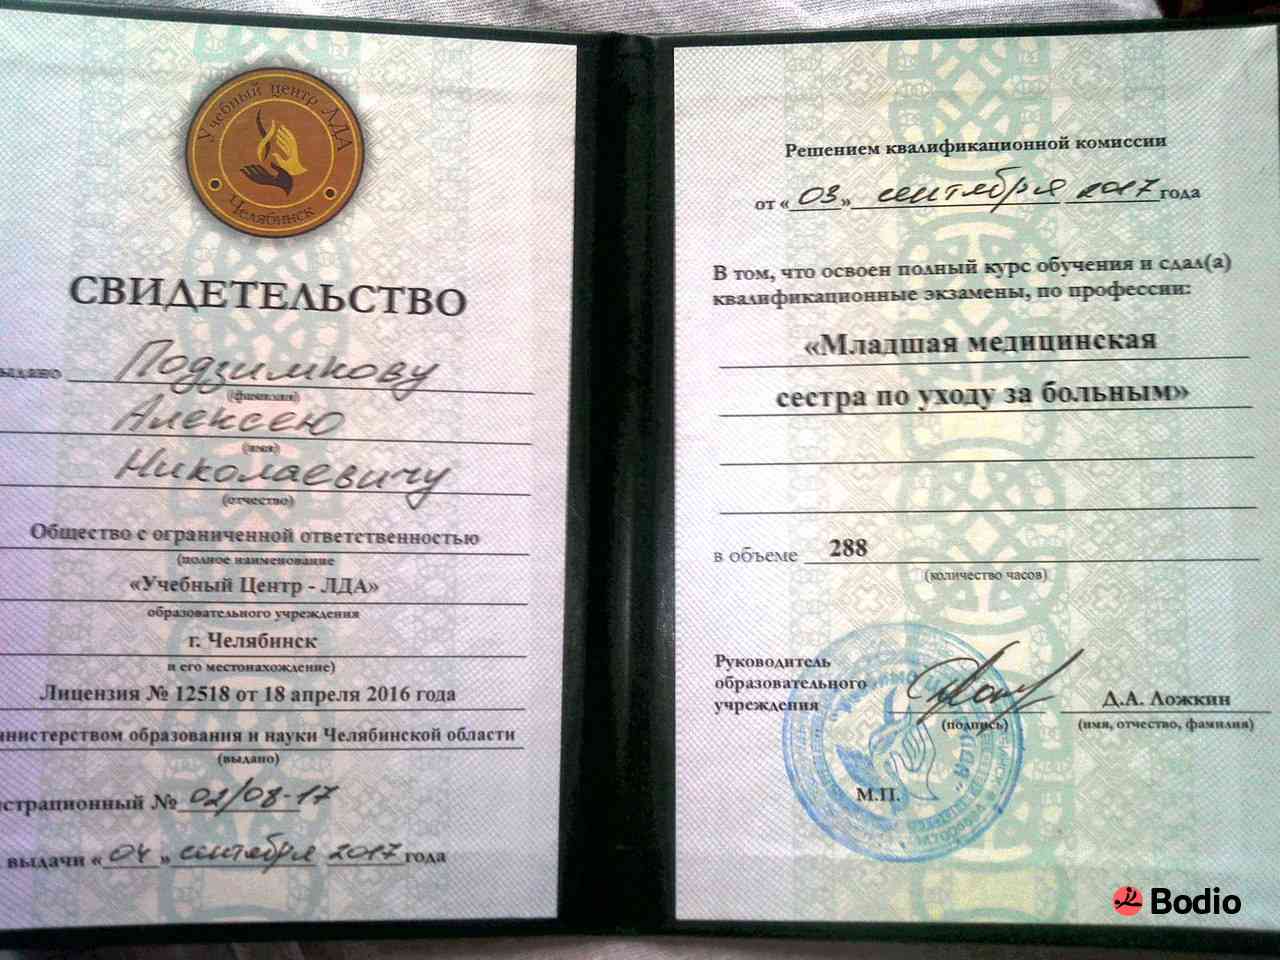 Учебный центр ЛДА
Челябинск
СВИДЕТЕЛЬСТВО
ыдано Подзимкову
(фамилия)
Алексею
(имя)
Николаевичу
(отчество)
Общество с ограниченной ответственностью
(полное наименование
«Учебный Центр - ЛДА»
образовательного учреждения
г. Челябинск
и его местонахождение)
Лицензия № 12518 от 18 апреля 2016 года
инистерством образования и науки Челябинской области
(выдано)
страционный № 02/08-17
выдачи «04» сентября 2017 года
Решением квалификационной комиссии
от «03» сентября 2017 года
В том, что освоен полный курс обучения и сдал(а)
квалификационные экзамены, по профессии:
«Младшая медицинская
сестра по уходу за больным»
в объеме 288
(количество часов)
Руководитель
образовательного
учреждения
Д.А. Ложкин
(подпись) (имя, отчество, фамилия)
М.П.
Bodio